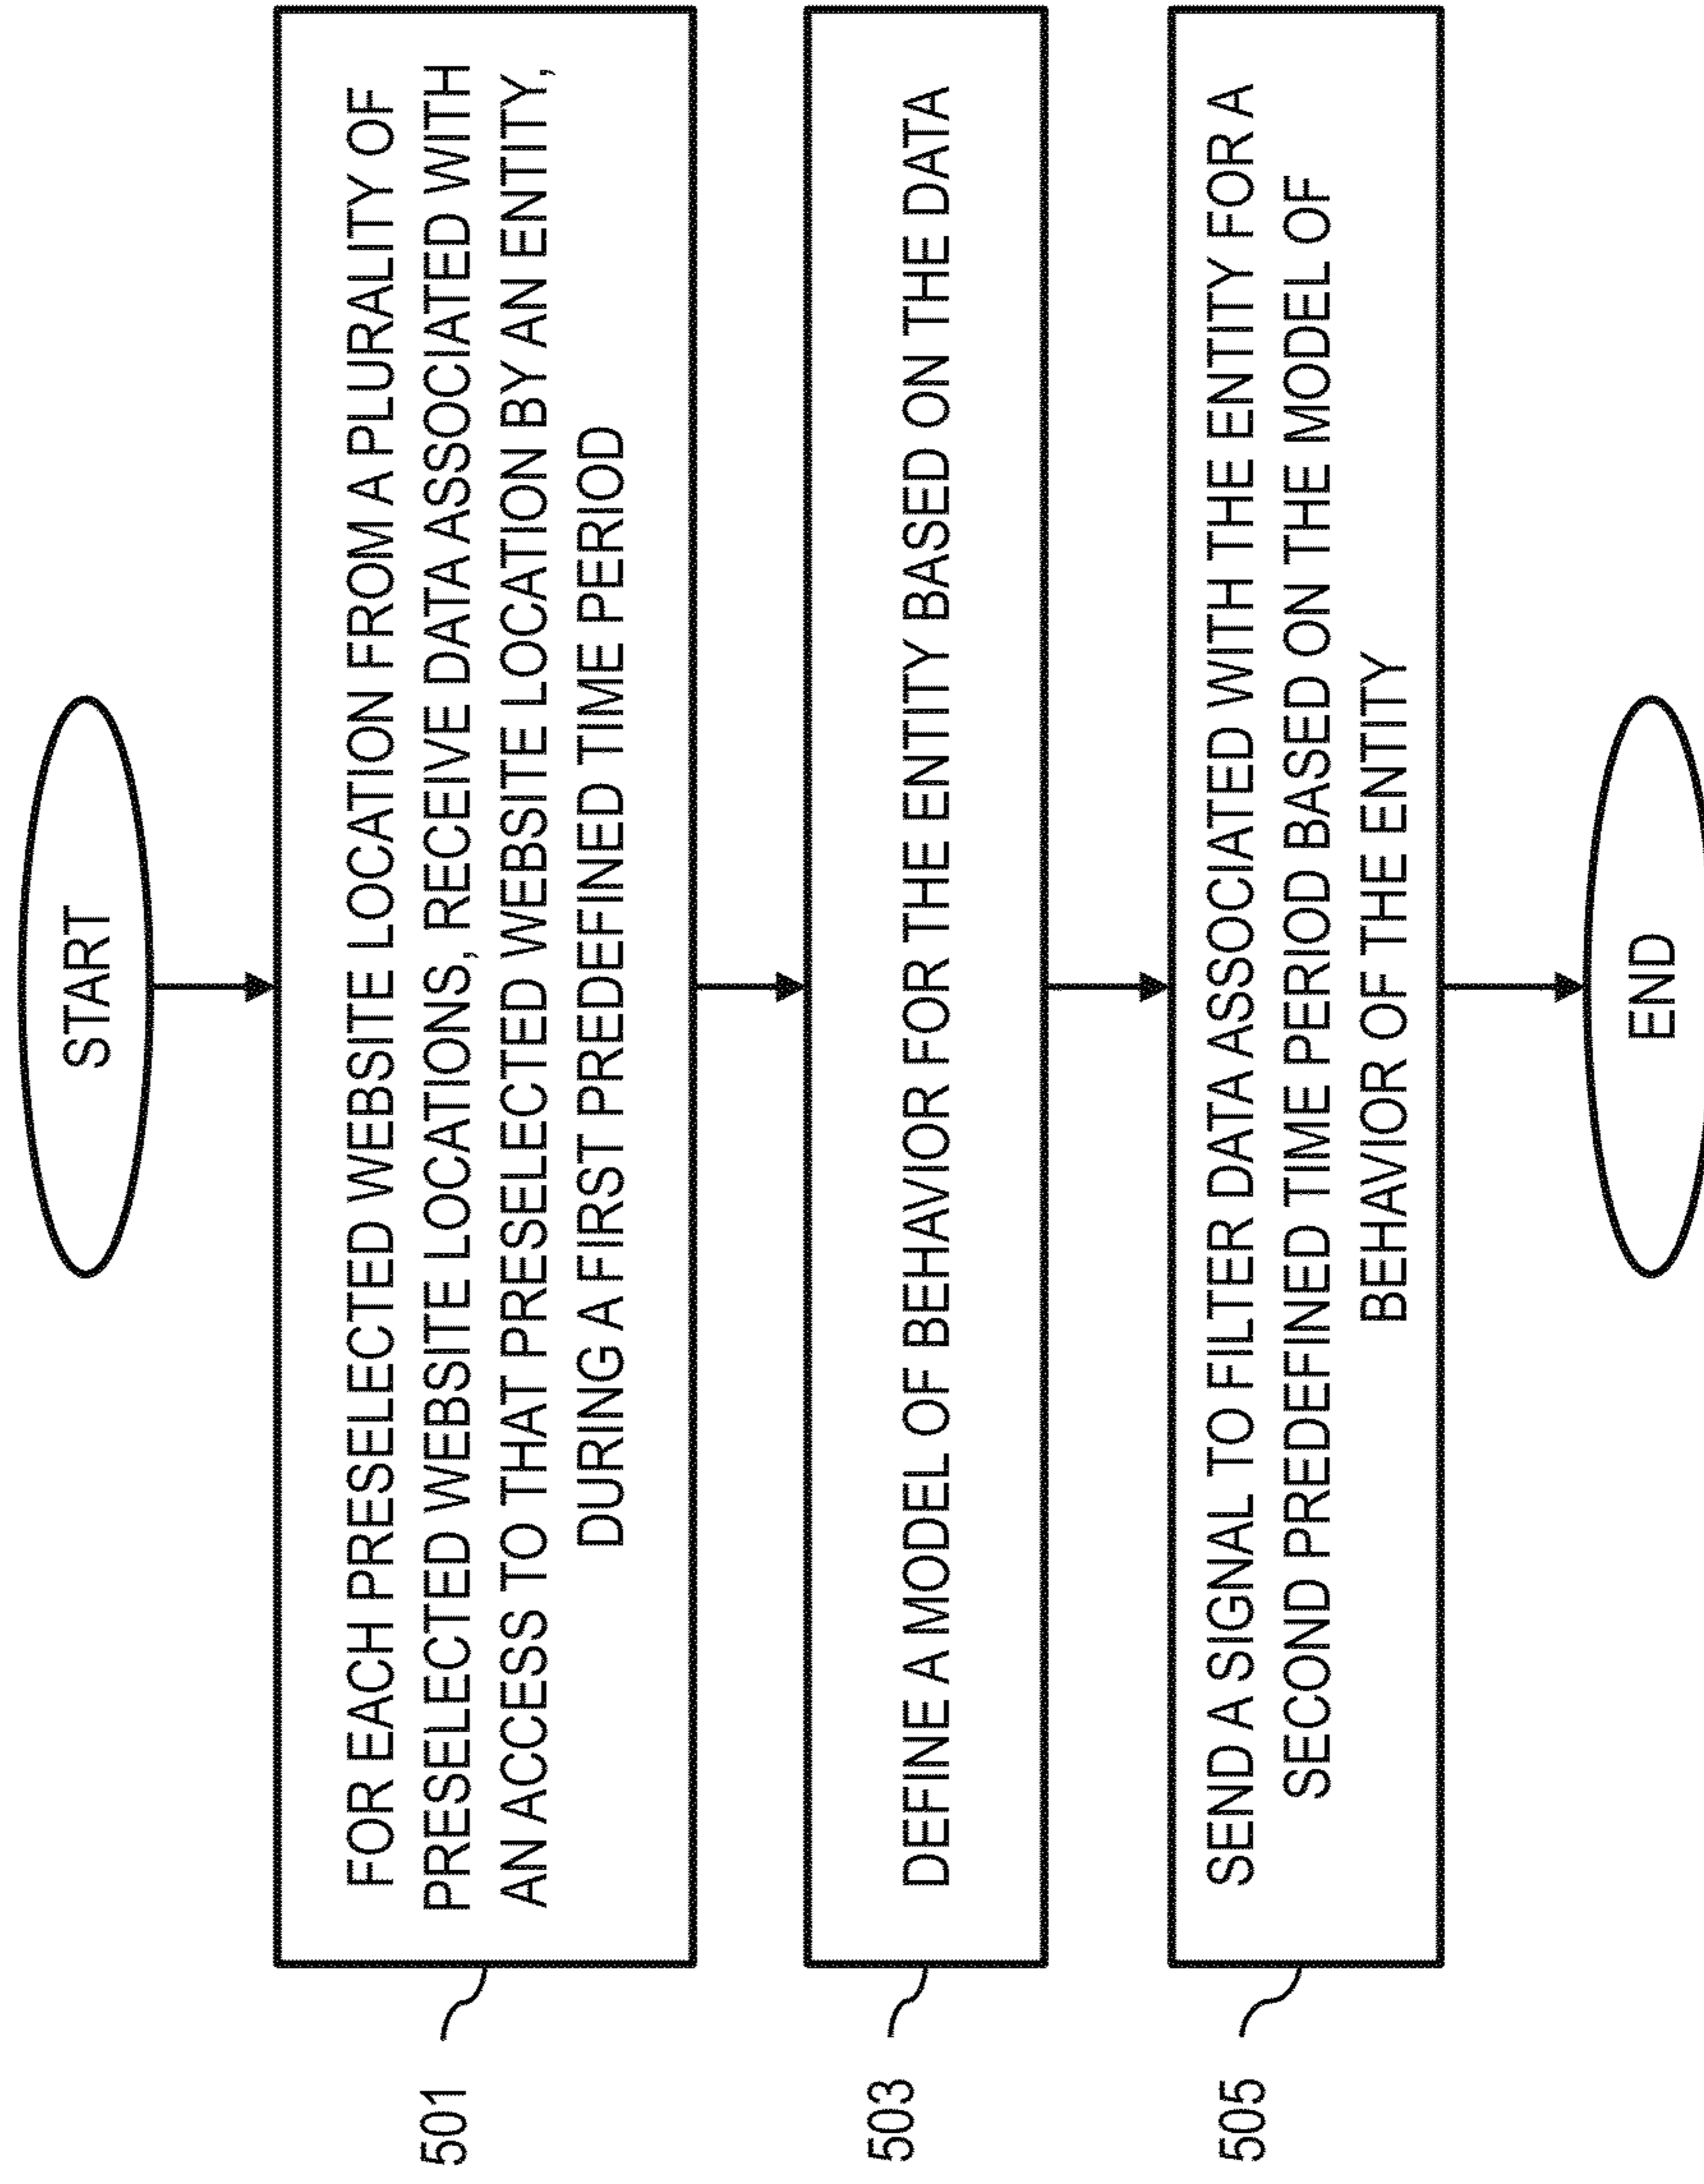 START
501
FOR EACH PRESELECTED WEBSITE LOCATION FROM A PLURALITY OF
PRESELECTED WEBSITE LOCATIONS, RECEIVE DATA ASSOCIATED WITH
AN ACCESS TO THAT PRESELECTED WEBSITE LOCATION BY AN ENTITY,
DURING A FIRST PREDEFINED TIME PERIOD
503
DEFINE A MODEL OF BEHAVIOR FOR THE ENTITY BASED ON THE DATA
505
SEND A SIGNAL TO FILTER DATA ASSOCIATED WITH THE ENTITY FOR A
SECOND PREDEFINED TIME PERIOD BASED ON THE MODEL OF
BEHAVIOR OF THE ENTITY
END